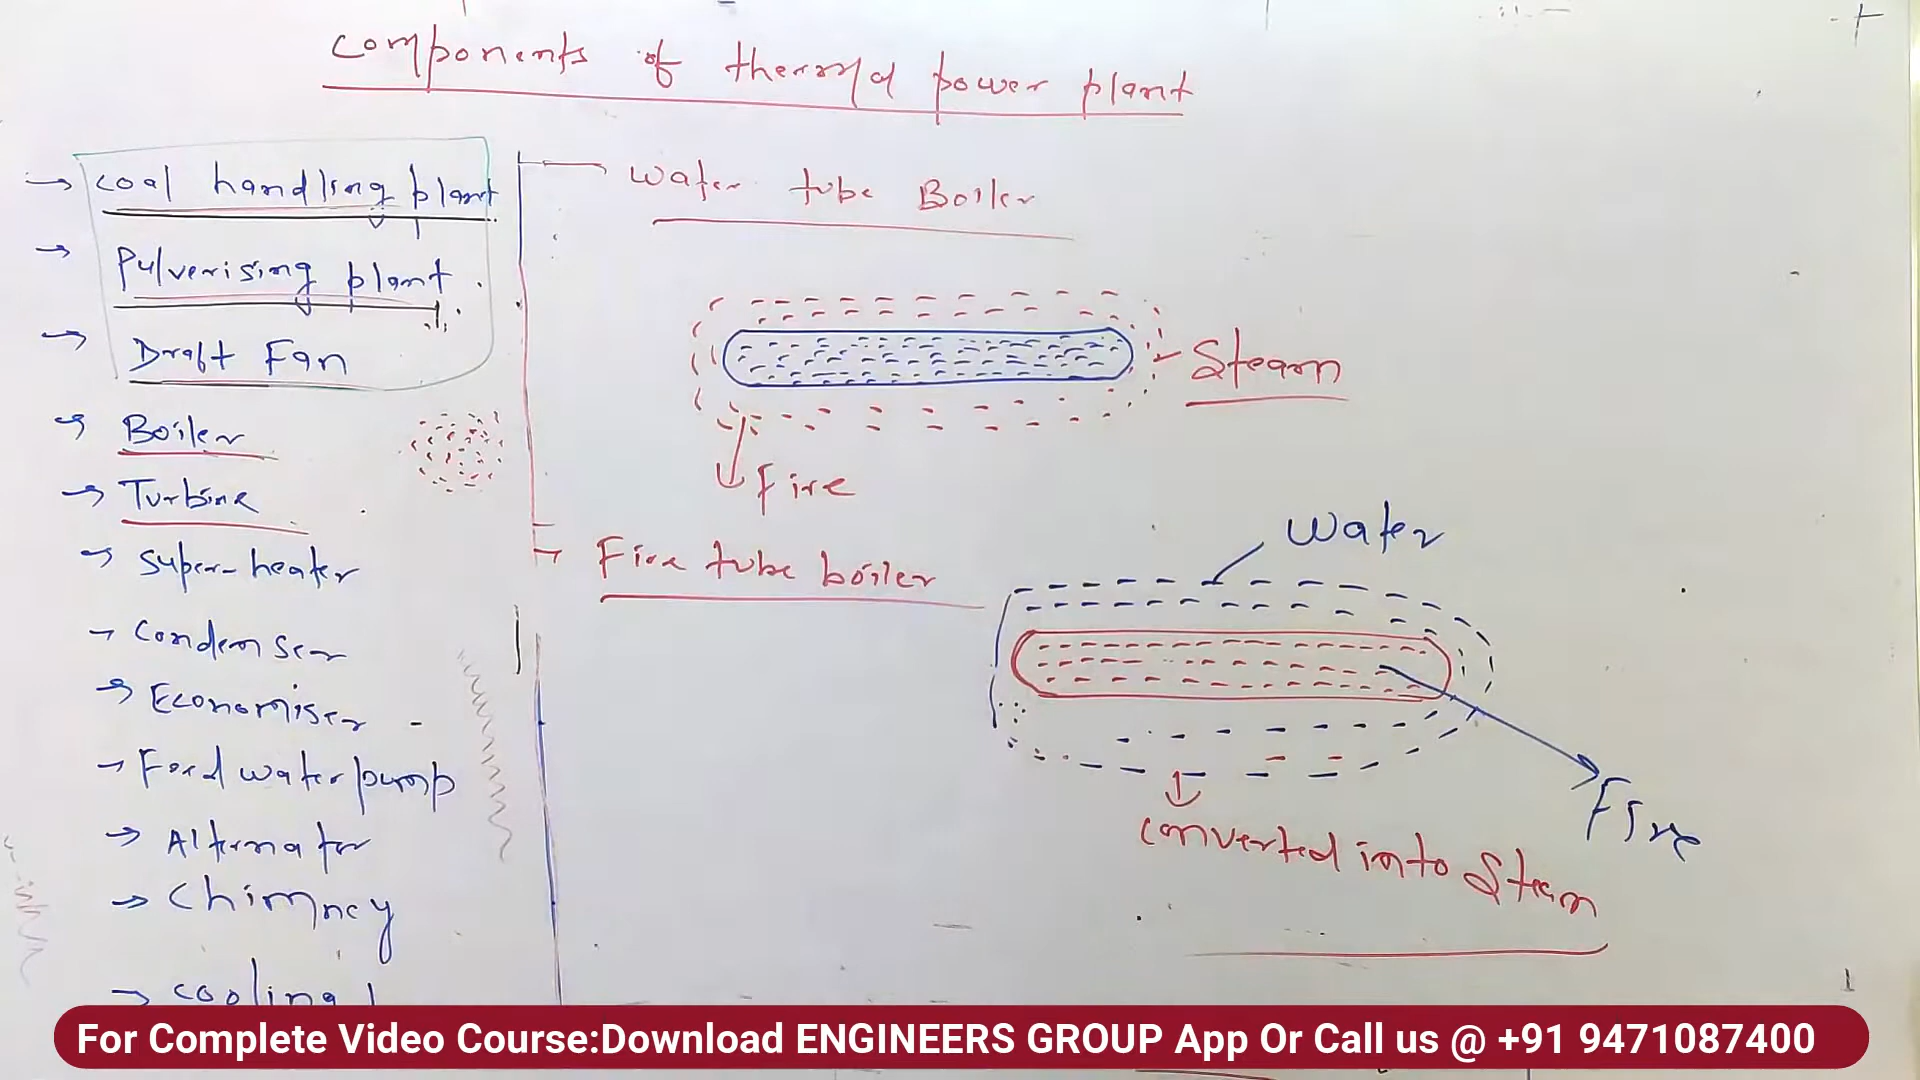 Components of thermal power plant
→ Coal handling plant
→ Pulverising plant
→ Draft Fan
→ Boiler
→ Turbine
→ Super-heater
→ Condenser
→ Economiser -
→ Feed water pump
→ Alternator
→ Chimney
→ Cooling
Water tube Boiler
Steam
Fire
Fire tube boiler
Water
Fire
Converted into Steam
For Complete Video Course:Download ENGINEERS GROUP App Or Call us @ +91 9471087400